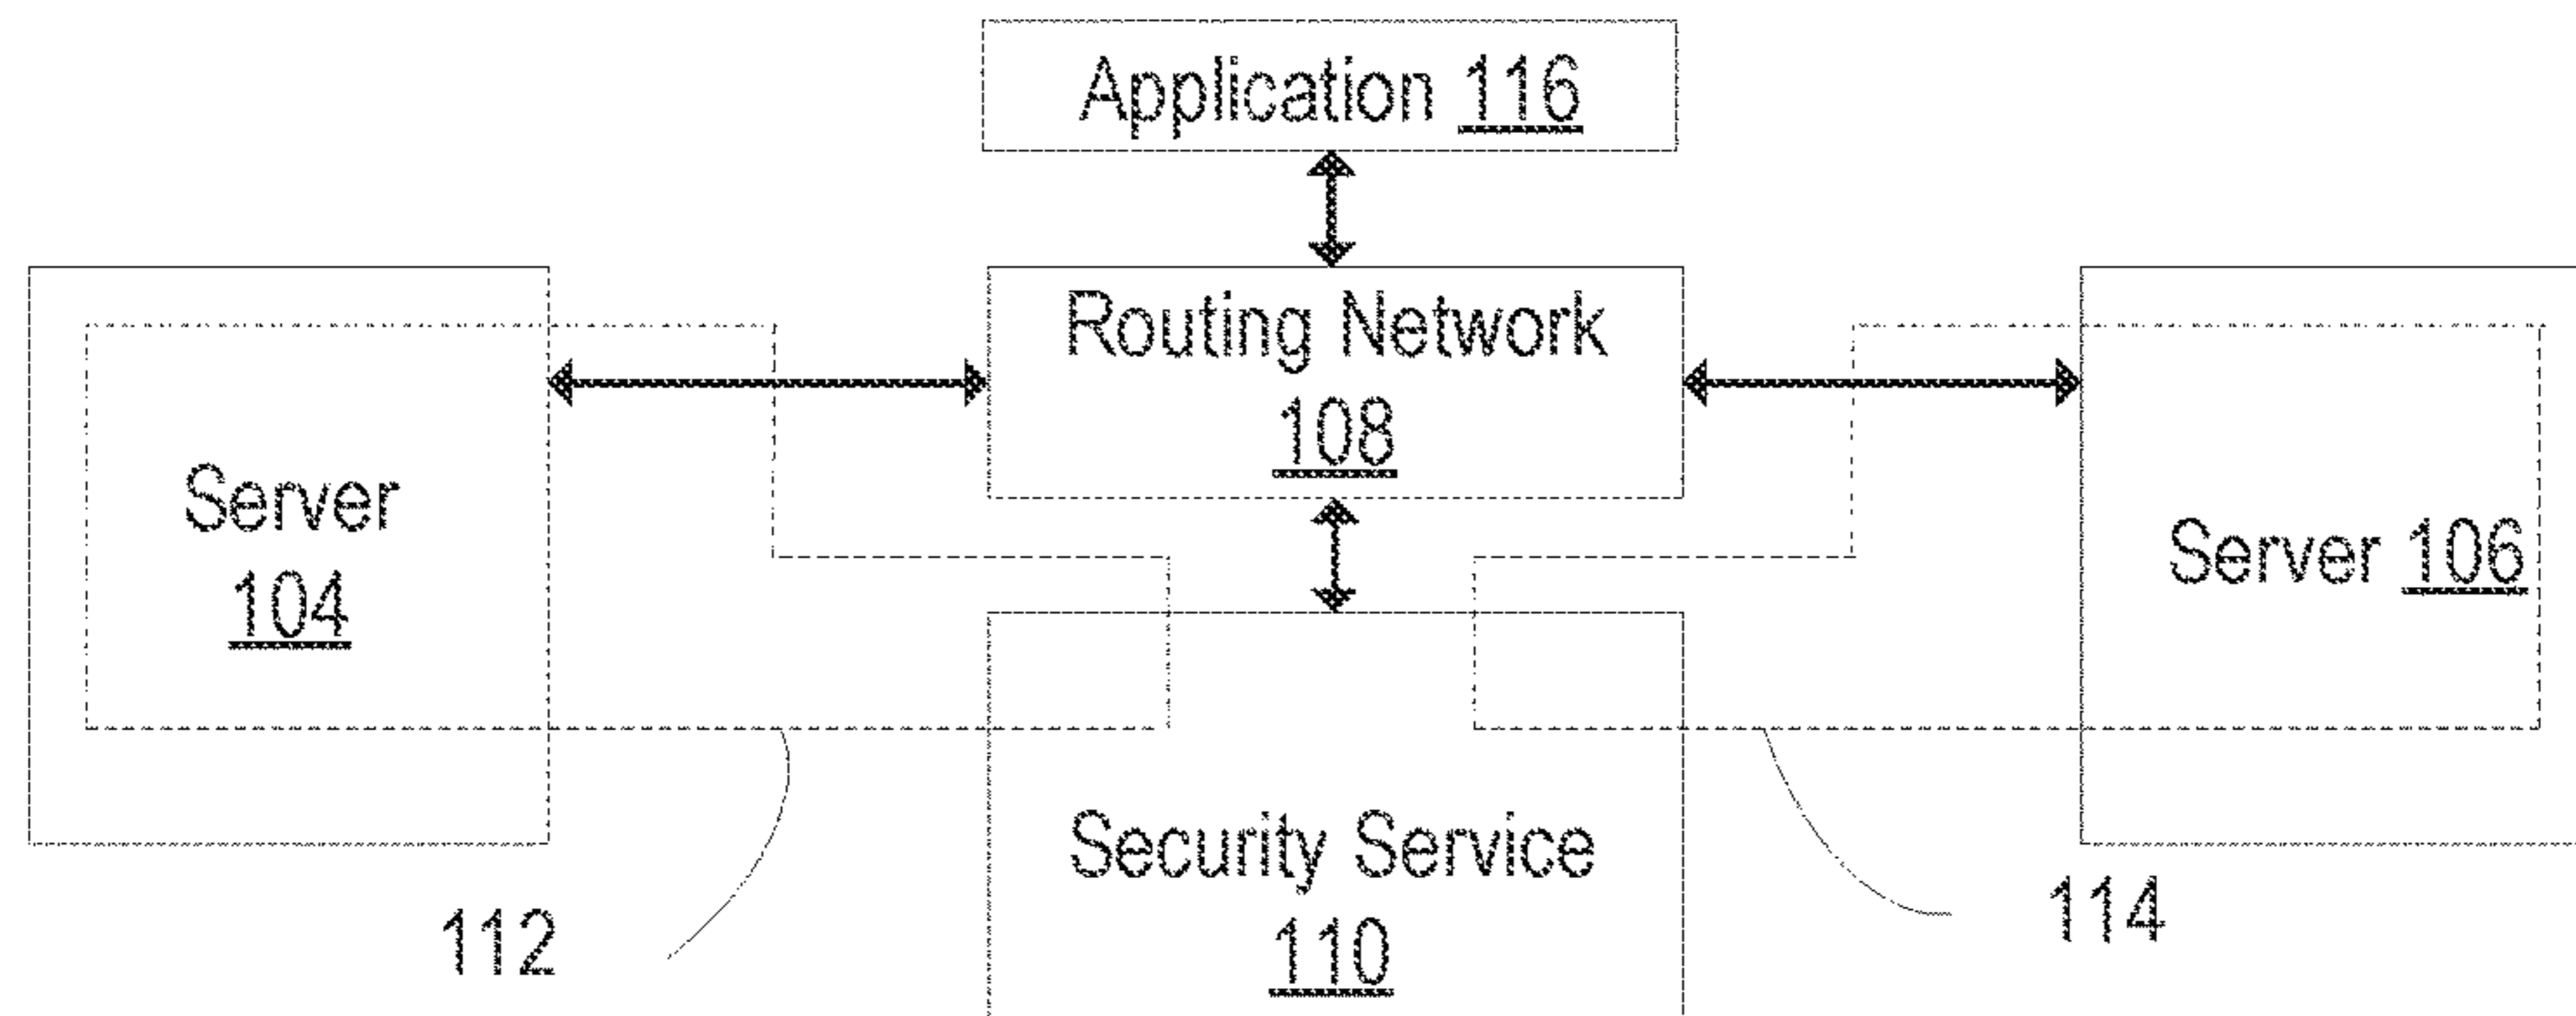 Application 116
Routing Network
108
Server
104
Server 106
Security Service
110
112
114